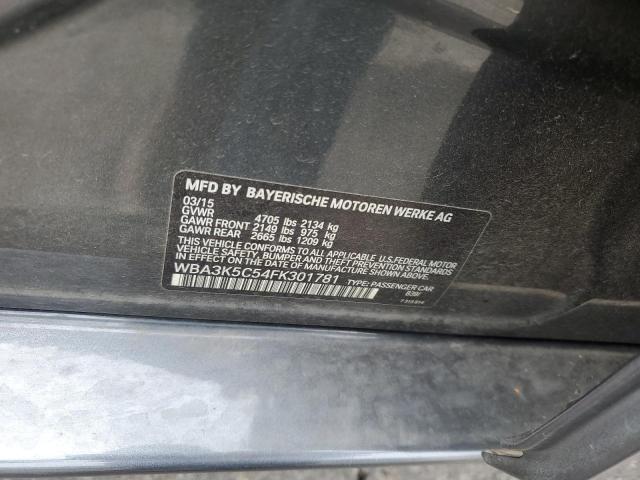 MFD BY BAYERISCHE MOTOREN WERKE AG
03/15
GVWR 4705 lbs 2134 kg
GAWR FRONT 2149 lbs 975 kg
GAWR REAR 2665 lbs 1209 kg
THIS VEHICLE CONFORMS TO ALL APPLICABLE U.S.FEDERAL MOTOR
VEHICLE SAFETY, BUMPER, AND THEFT PREVENTION STANDARDS
IN EFFECT ON THE DATE OF MANUFACTURE SHOWN ABOVE.
WBA3K5C54FK301781 TYPE: PASSENGER CAR